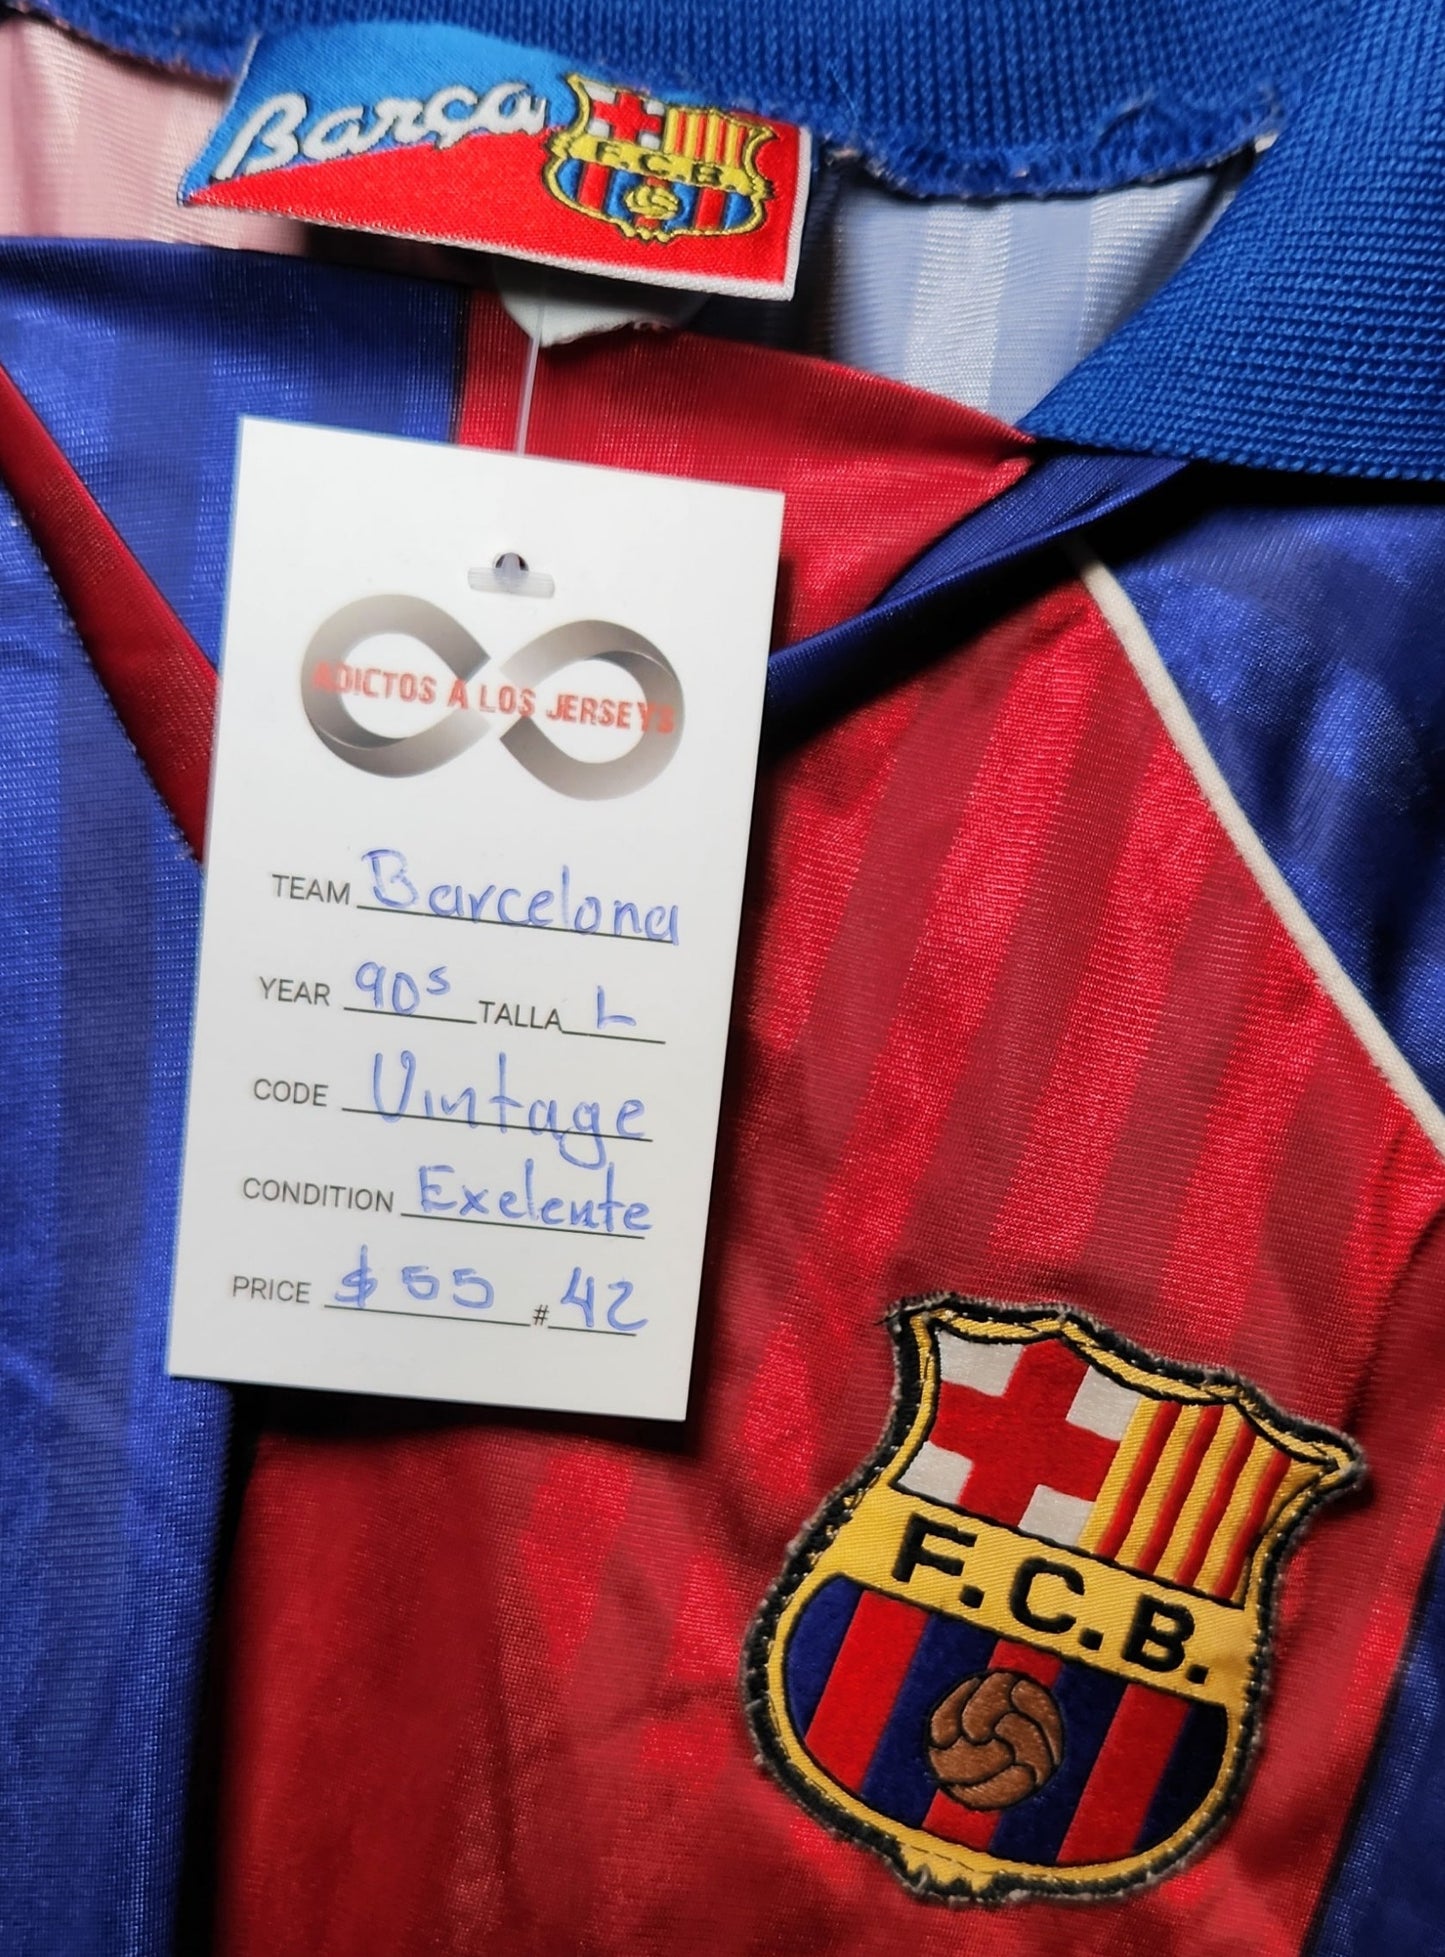 Barça
F.C.B.
ADICTOS A LOS JERSEYS
TEAM Barcelona
YEAR 90s TALLA L
CODE Vintage
CONDITION Exelente
PRICE $55 # 42
F.C.B.